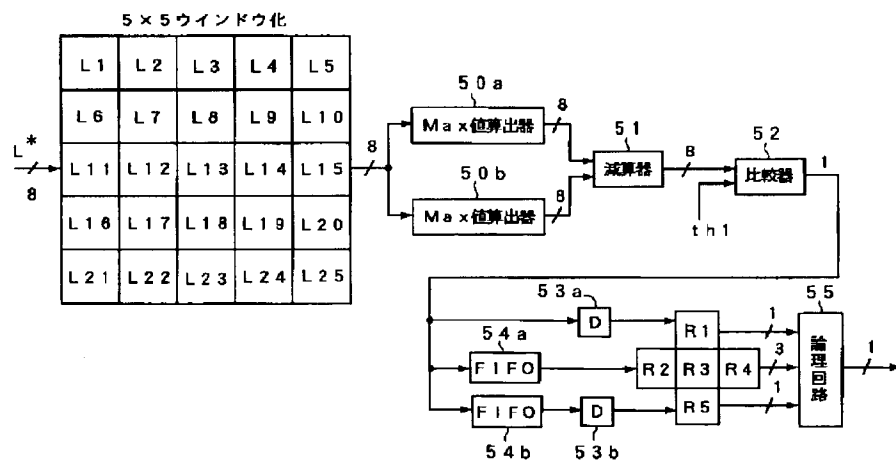 5×5ウインドウ化
L1 L2 L3 L4 L5
L6 L7 L8 L9 L10
L11 L12 L13 L14 L15
L16 L17 L18 L19 L20
L21 L22 L23 L24 L25
L*
8
8
50a
Max値算出器
8
50b
Max値算出器
8
51
減算器
8
52
比較器
1
th1
53a
D
54a
FIFO
FIFO
54b
D
53b
R1
R2 R3 R4
R5
1
3
1
55
論理回路
1